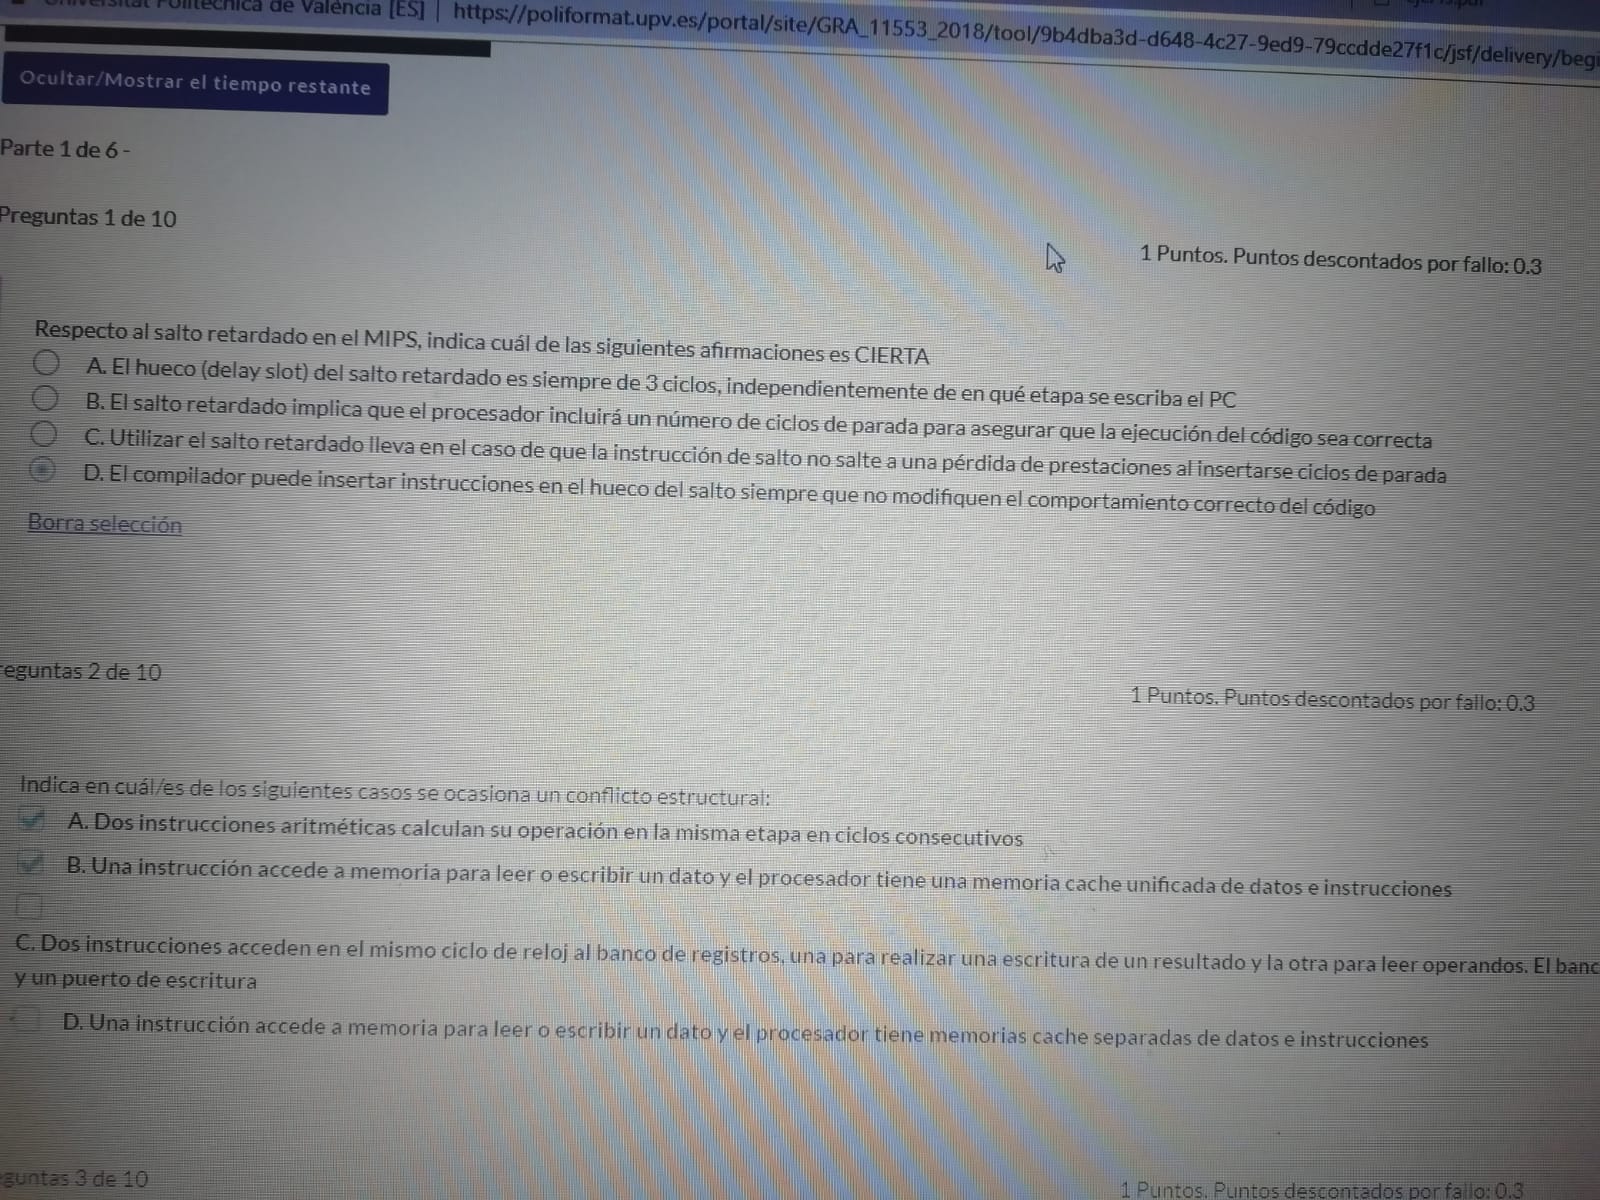 Universitat Politècnica de València [ES] | https://poliformat.upv.es/portal/site/GRA_11553_2018/tool/9b4dba3d-d648-4c27-9ed9-79ccdde27f1c/jsf/delivery/begi
Ocultar/Mostrar el tiempo restante
Parte 1 de 6 -
Preguntas 1 de 10
1 Puntos. Puntos descontados por fallo: 0.3
Respecto al salto retardado en el MIPS, indica cuál de las siguientes afirmaciones es CIERTA
A. El hueco (delay slot) del salto retardado es siempre de 3 ciclos, independientemente de en qué etapa se escriba el PC
B. El salto retardado implica que el procesador incluirá un número de ciclos de parada para asegurar que la ejecución del código sea correcta
C. Utilizar el salto retardado lleva en el caso de que la instrucción de salto no salte a una pérdida de prestaciones al insertarse ciclos de parada
D. El compilador puede insertar instrucciones en el hueco del salto siempre que no modifiquen el comportamiento correcto del código
Borra selección
reguntas 2 de 10
1 Puntos. Puntos descontados por fallo: 0.3
Indica en cuál/es de los siguientes casos se ocasiona un conflicto estructural:
A. Dos instrucciones aritméticas calculan su operación en la misma etapa en ciclos consecutivos
B. Una instrucción accede a memoria para leer o escribir un dato y el procesador tiene una memoria cache unificada de datos e instrucciones
C. Dos instrucciones acceden en el mismo ciclo de reloj al banco de registros, una para realizar una escritura de un resultado y la otra para leer operandos. El banc
y un puerto de escritura
D. Una instrucción accede a memoria para leer o escribir un dato y el procesador tiene memorias cache separadas de datos e instrucciones
eguntas 3 de 10
1 Puntos. Puntos descontados por fallo: 0.3